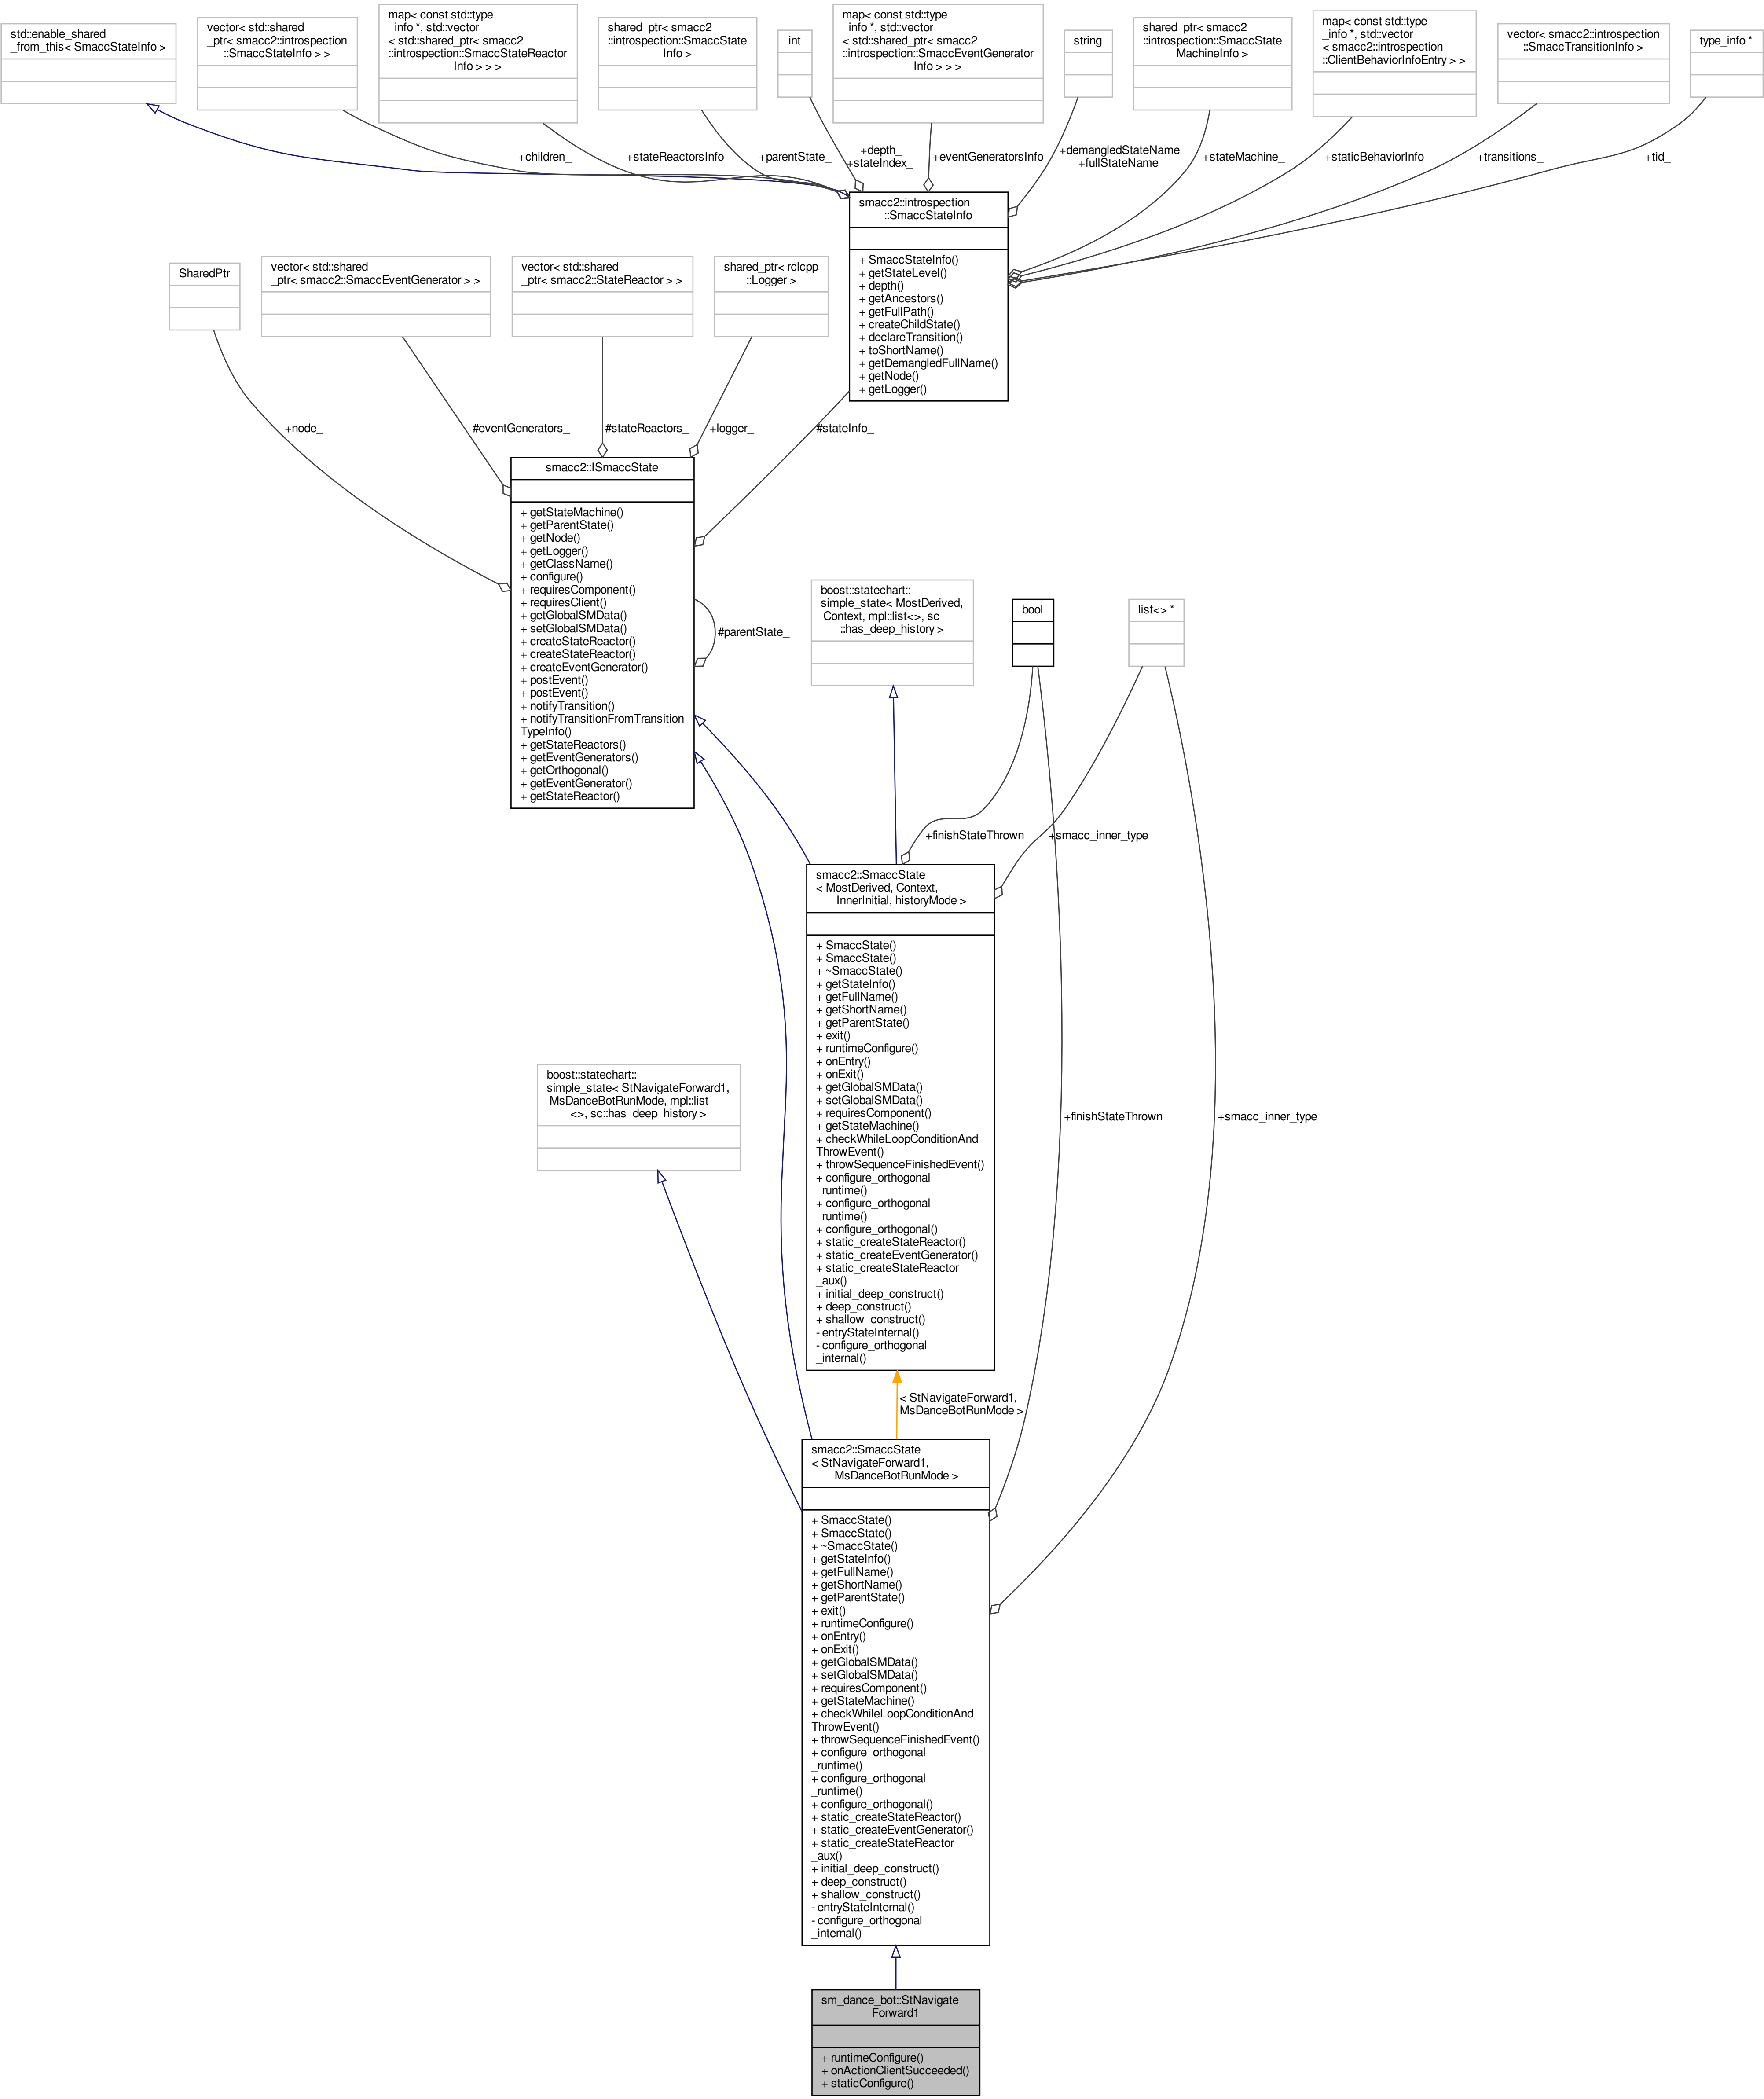 std::enable_shared
_from_this< SmaccStateInfo >
vector< std::shared
_ptr< smacc2::introspection
::SmaccStateInfo > >
map< const std::type
_info *, std::vector
< std::shared_ptr< smacc2
::introspection::SmaccStateReactor
Info > > >
shared_ptr< smacc2
::introspection::SmaccState
Info >
int
map< const std::type
_info *, std::vector
< std::shared_ptr< smacc2
::introspection::SmaccEventGenerator
Info > > >
string
shared_ptr< smacc2
::introspection::SmaccState
MachineInfo >
map< const std::type
_info *, std::vector
< smacc2::introspection
::ClientBehaviorInfoEntry > >
vector< smacc2::introspection
::SmaccTransitionInfo >
type_info *
+children_
+stateReactorsInfo
+parentState_
+depth_
+stateIndex_
+eventGeneratorsInfo
+demangledStateName
+fullStateName
+stateMachine_
+staticBehaviorInfo
+transitions_
+tid_
smacc2::introspection
::SmaccStateInfo
+ SmaccStateInfo()
+ getStateLevel()
+ depth()
+ getAncestors()
+ getFullPath()
+ createChildState()
+ declareTransition()
+ toShortName()
+ getDemangledFullName()
+ getNode()
+ getLogger()
SharedPtr
vector< std::shared
_ptr< smacc2::SmaccEventGenerator > >
vector< std::shared
_ptr< smacc2::StateReactor > >
shared_ptr< rclcpp
::Logger >
+node_
#eventGenerators_
#stateReactors_
+logger_
#stateInfo_
smacc2::ISmaccState
+ getStateMachine()
+ getParentState()
+ getNode()
+ getLogger()
+ getClassName()
+ configure()
+ requiresComponent()
+ requiresClient()
+ getGlobalSMData()
+ setGlobalSMData()
+ createStateReactor()
+ createStateReactor()
+ createEventGenerator()
+ postEvent()
+ postEvent()
+ notifyTransition()
+ notifyTransitionFromTransition
TypeInfo()
+ getStateReactors()
+ getEventGenerators()
+ getOrthogonal()
+ getEventGenerator()
+ getStateReactor()
#parentState_
boost::statechart::
simple_state< MostDerived,
Context, mpl::list<>, sc
::has_deep_history >
bool
list<> *
+finishStateThrown
+smacc_inner_type
smacc2::SmaccState
< MostDerived, Context,
InnerInitial, historyMode >
+ SmaccState()
+ SmaccState()
+ ~SmaccState()
+ getStateInfo()
+ getFullName()
+ getShortName()
+ getParentState()
+ exit()
+ runtimeConfigure()
+ onEntry()
+ onExit()
+ getGlobalSMData()
+ setGlobalSMData()
+ requiresComponent()
+ getStateMachine()
+ checkWhileLoopConditionAnd
ThrowEvent()
+ throwSequenceFinishedEvent()
+ configure_orthogonal
_runtime()
+ configure_orthogonal
_runtime()
+ configure_orthogonal()
+ static_createStateReactor()
+ static_createEventGenerator()
+ static_createStateReactor
_aux()
+ initial_deep_construct()
+ deep_construct()
+ shallow_construct()
- entryStateInternal()
- configure_orthogonal
_internal()
boost::statechart::
simple_state< StNavigateForward1,
MsDanceBotRunMode, mpl::list
<>, sc::has_deep_history >
+finishStateThrown
+smacc_inner_type
< StNavigateForward1,
MsDanceBotRunMode >
smacc2::SmaccState
< StNavigateForward1,
MsDanceBotRunMode >
+ SmaccState()
+ SmaccState()
+ ~SmaccState()
+ getStateInfo()
+ getFullName()
+ getShortName()
+ getParentState()
+ exit()
+ runtimeConfigure()
+ onEntry()
+ onExit()
+ getGlobalSMData()
+ setGlobalSMData()
+ requiresComponent()
+ getStateMachine()
+ checkWhileLoopConditionAnd
ThrowEvent()
+ throwSequenceFinishedEvent()
+ configure_orthogonal
_runtime()
+ configure_orthogonal
_runtime()
+ configure_orthogonal()
+ static_createStateReactor()
+ static_createEventGenerator()
+ static_createStateReactor
_aux()
+ initial_deep_construct()
+ deep_construct()
+ shallow_construct()
- entryStateInternal()
- configure_orthogonal
_internal()
sm_dance_bot::StNavigate
Forward1
+ runtimeConfigure()
+ onActionClientSucceeded()
+ staticConfigure()